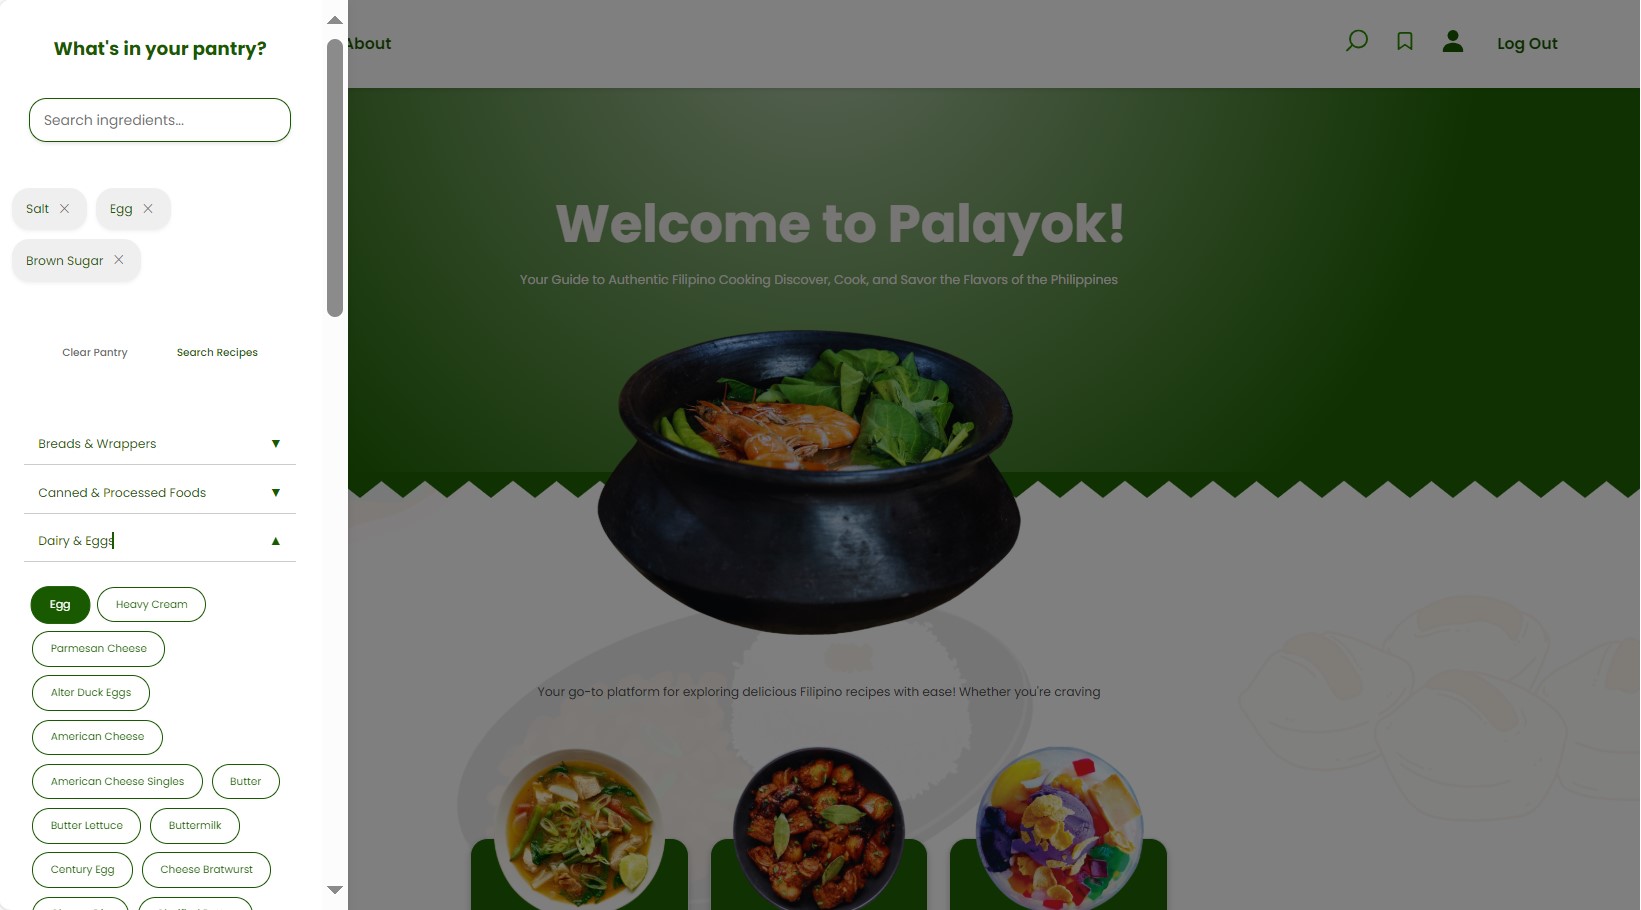 What's in your pantry?
Search ingredients...
Salt
Egg
Brown Sugar
Clear Pantry
Search Recipes
Breads & Wrappers
Canned & Processed Foods
Dairy & Eggs
Egg
Heavy Cream
Parmesan Cheese
Alter Duck Eggs
American Cheese
American Cheese Singles
Butter
Butter Lettuce
Buttermilk
Century Egg
Cheese Bratwurst
About
Log Out
Welcome to Palayok!
Your Guide to Authentic Filipino Cooking Discover, Cook, and Savor the Flavors of the Philippines
Your go-to platform for exploring delicious Filipino recipes with ease! Whether you're craving